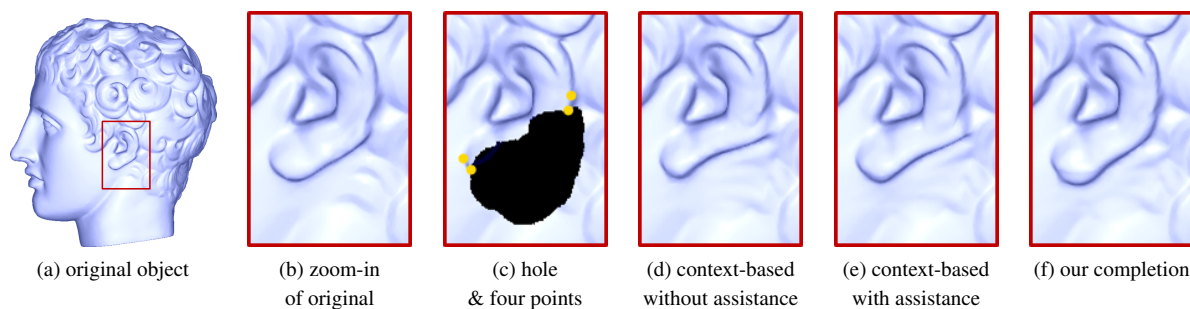 (a) original object
(b) zoom-in
of original
(c) hole
& four points
(d) context-based
without assistance
(e) context-based
with assistance
(f) our completion